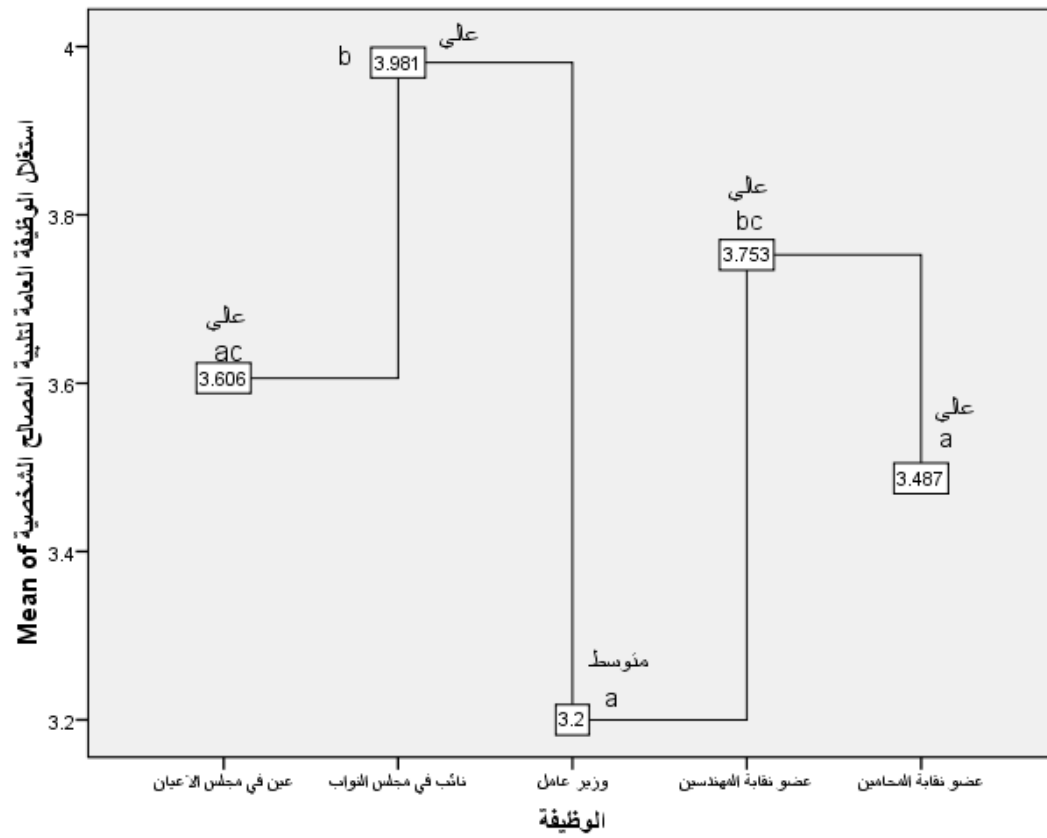 Mean of استغلال الوظيفة العامة لتلبية المصالح الشخصية
4
3.8
3.6
3.4
3.2
عالي
ac
3.606
عالي
b
3.981
متوسط
a
3.2
عالي
bc
3.753
عالي
a
3.487
عين في مجلس الاعيان
نائب في مجلس النواب
وزير عامل
عضو نقابة المهندسين
عضو نقابة المحامين
الوظيفة